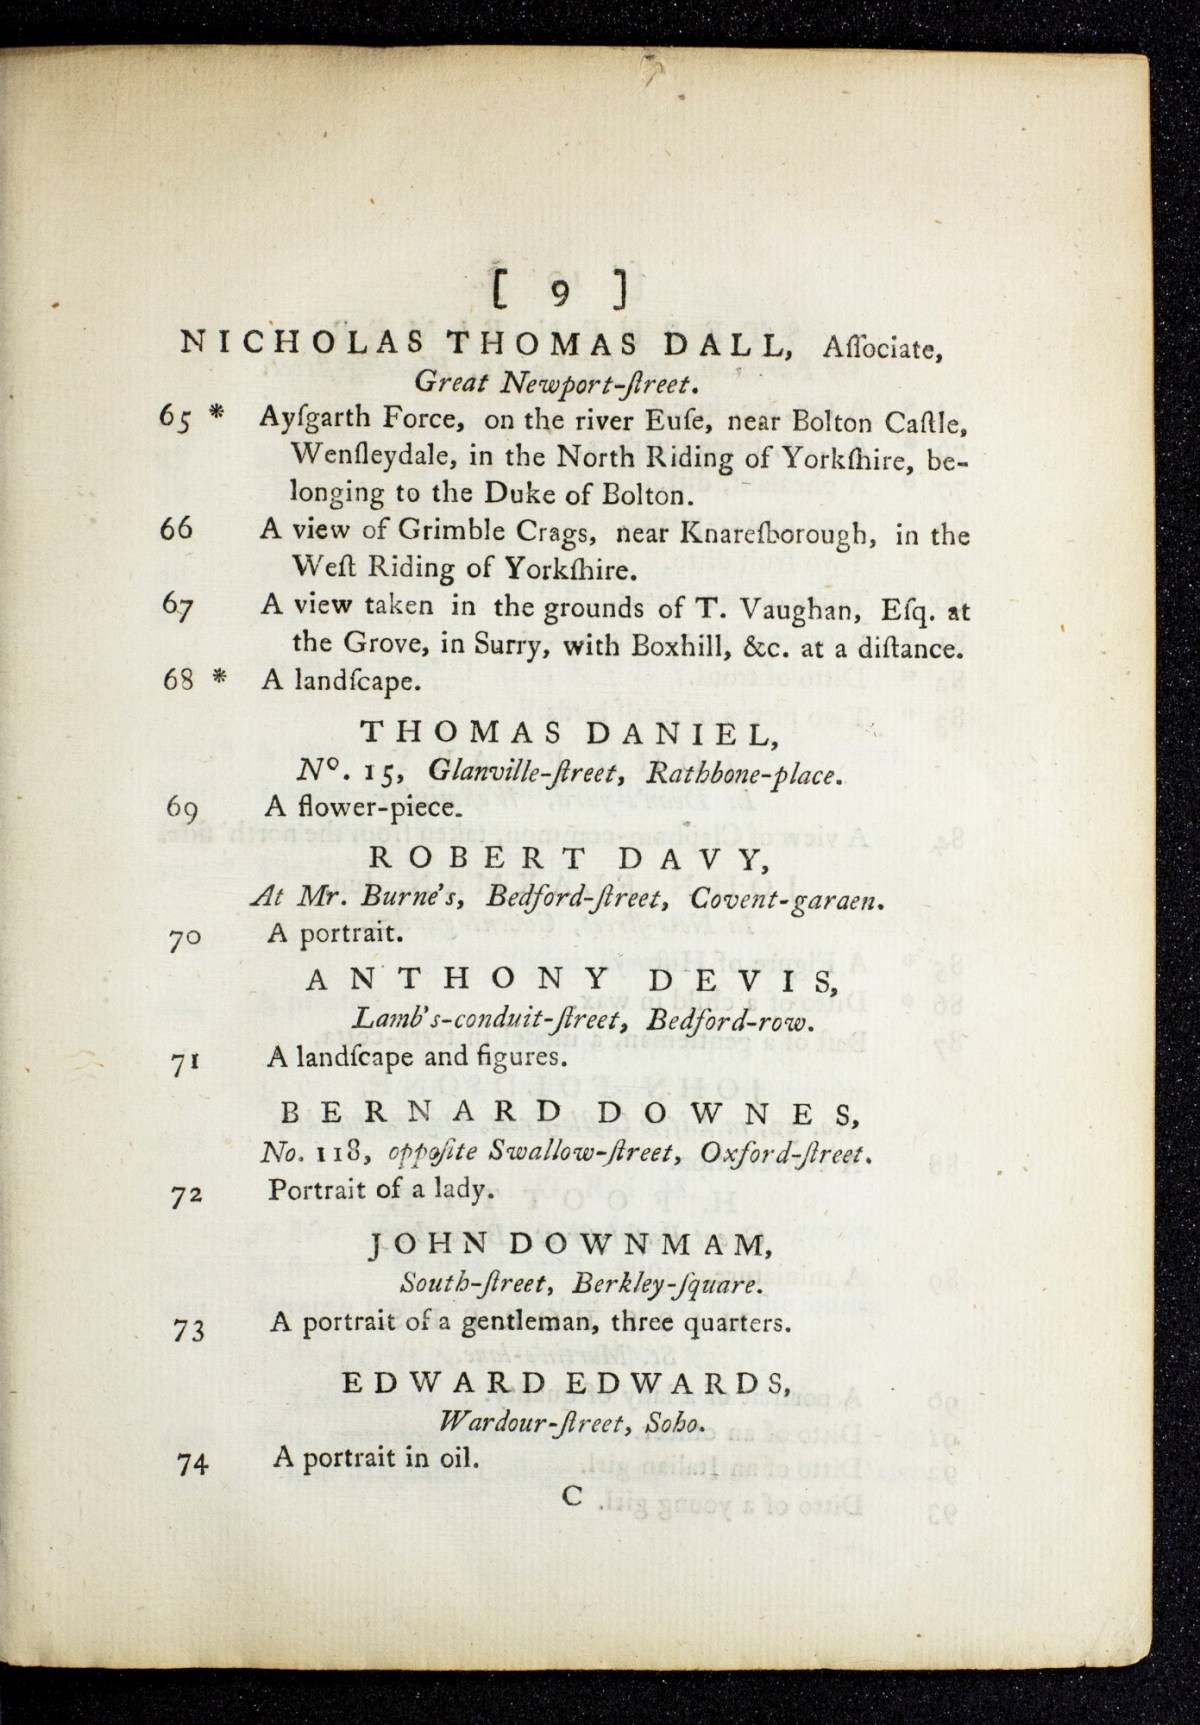 [ 9 ]
NICHOLAS THOMAS DALL, Aſſociate,
Great Newport-ſtreet.
65 * Ayſgarth Force, on the river Euſe, near Bolton Caſtle,
Wenſleydale, in the North Riding of Yorkſhire, be-
longing to the Duke of Bolton.
66 A view of Grimble Crags, near Knareſborough, in the
Weſt Riding of Yorkſhire.
67 A view taken in the grounds of T. Vaughan, Eſq. at
the Grove, in Surry, with Boxhill, &c. at a diſtance.
68 * A landſcape.
THOMAS DANIEL,
Nº. 15, Glanville-ſtreet, Rathbone-place.
69 A flower-piece.
ROBERT DAVY,
At Mr. Burne's, Bedford-ſtreet, Covent-garaen.
70 A portrait.
ANTHONY DEVIS,
Lamb's-conduit-ſtreet, Bedford-row.
71 A landſcape and figures.
BERNARD DOWNES,
No. 118, oppoſite Swallow-ſtreet, Oxford-ſtreet.
72 Portrait of a lady.
JOHN DOWNMAM,
South-ſtreet, Berkley-ſquare.
73 A portrait of a gentleman, three quarters.
EDWARD EDWARDS,
Wardour-ſtreet, Soho.
74 A portrait in oil.
C